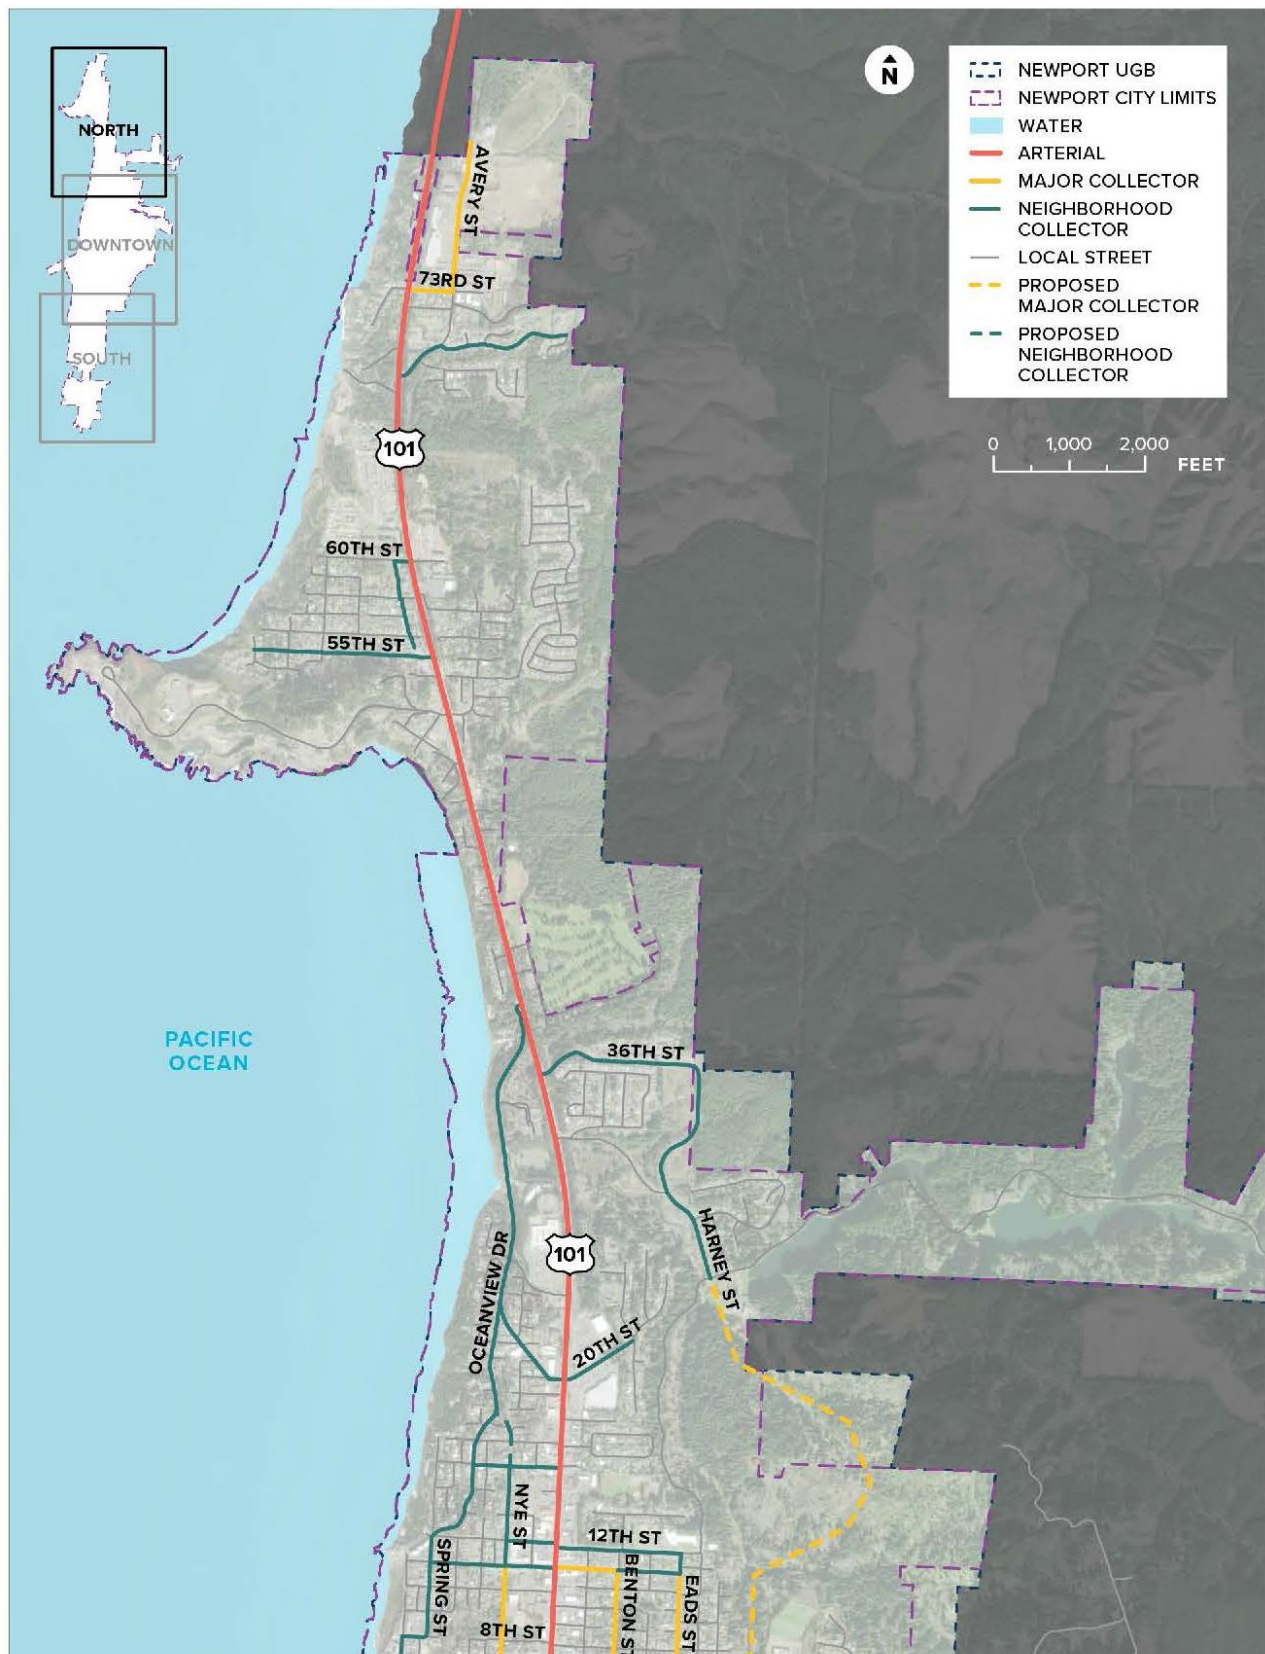 NORTH
DOWNTOWN
SOUTH
N
NEWPORT UGB
NEWPORT CITY LIMITS
WATER
ARTERIAL
MAJOR COLLECTOR
NEIGHBORHOOD
COLLECTOR
LOCAL STREET
PROPOSED
MAJOR COLLECTOR
PROPOSED
NEIGHBORHOOD
COLLECTOR
0 1,000 2,000
FEET
AVERY ST
73RD ST
101
60TH ST
55TH ST
PACIFIC
OCEAN
36TH ST
HARNEY ST
101
OCEANVIEW DR
20TH ST
NYE ST
12TH ST
SPRING ST
BENTON ST
EADS ST
8TH ST